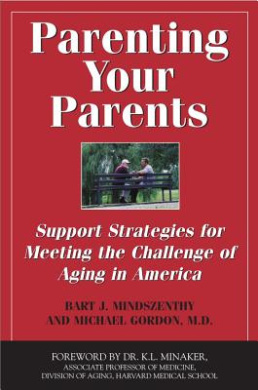 Parenting
Your
Parents
Support Strategies for
Meeting the Challenge of
Aging in America
BART J. MINDSZENTHY
AND MICHAEL GORDON, M.D.
FOREWORD BY DR. K.L. MINAKER,
ASSOCIATE PROFESSOR OF MEDICINE,
DIVISION OF AGING, HARVARD MEDICAL SCHOOL